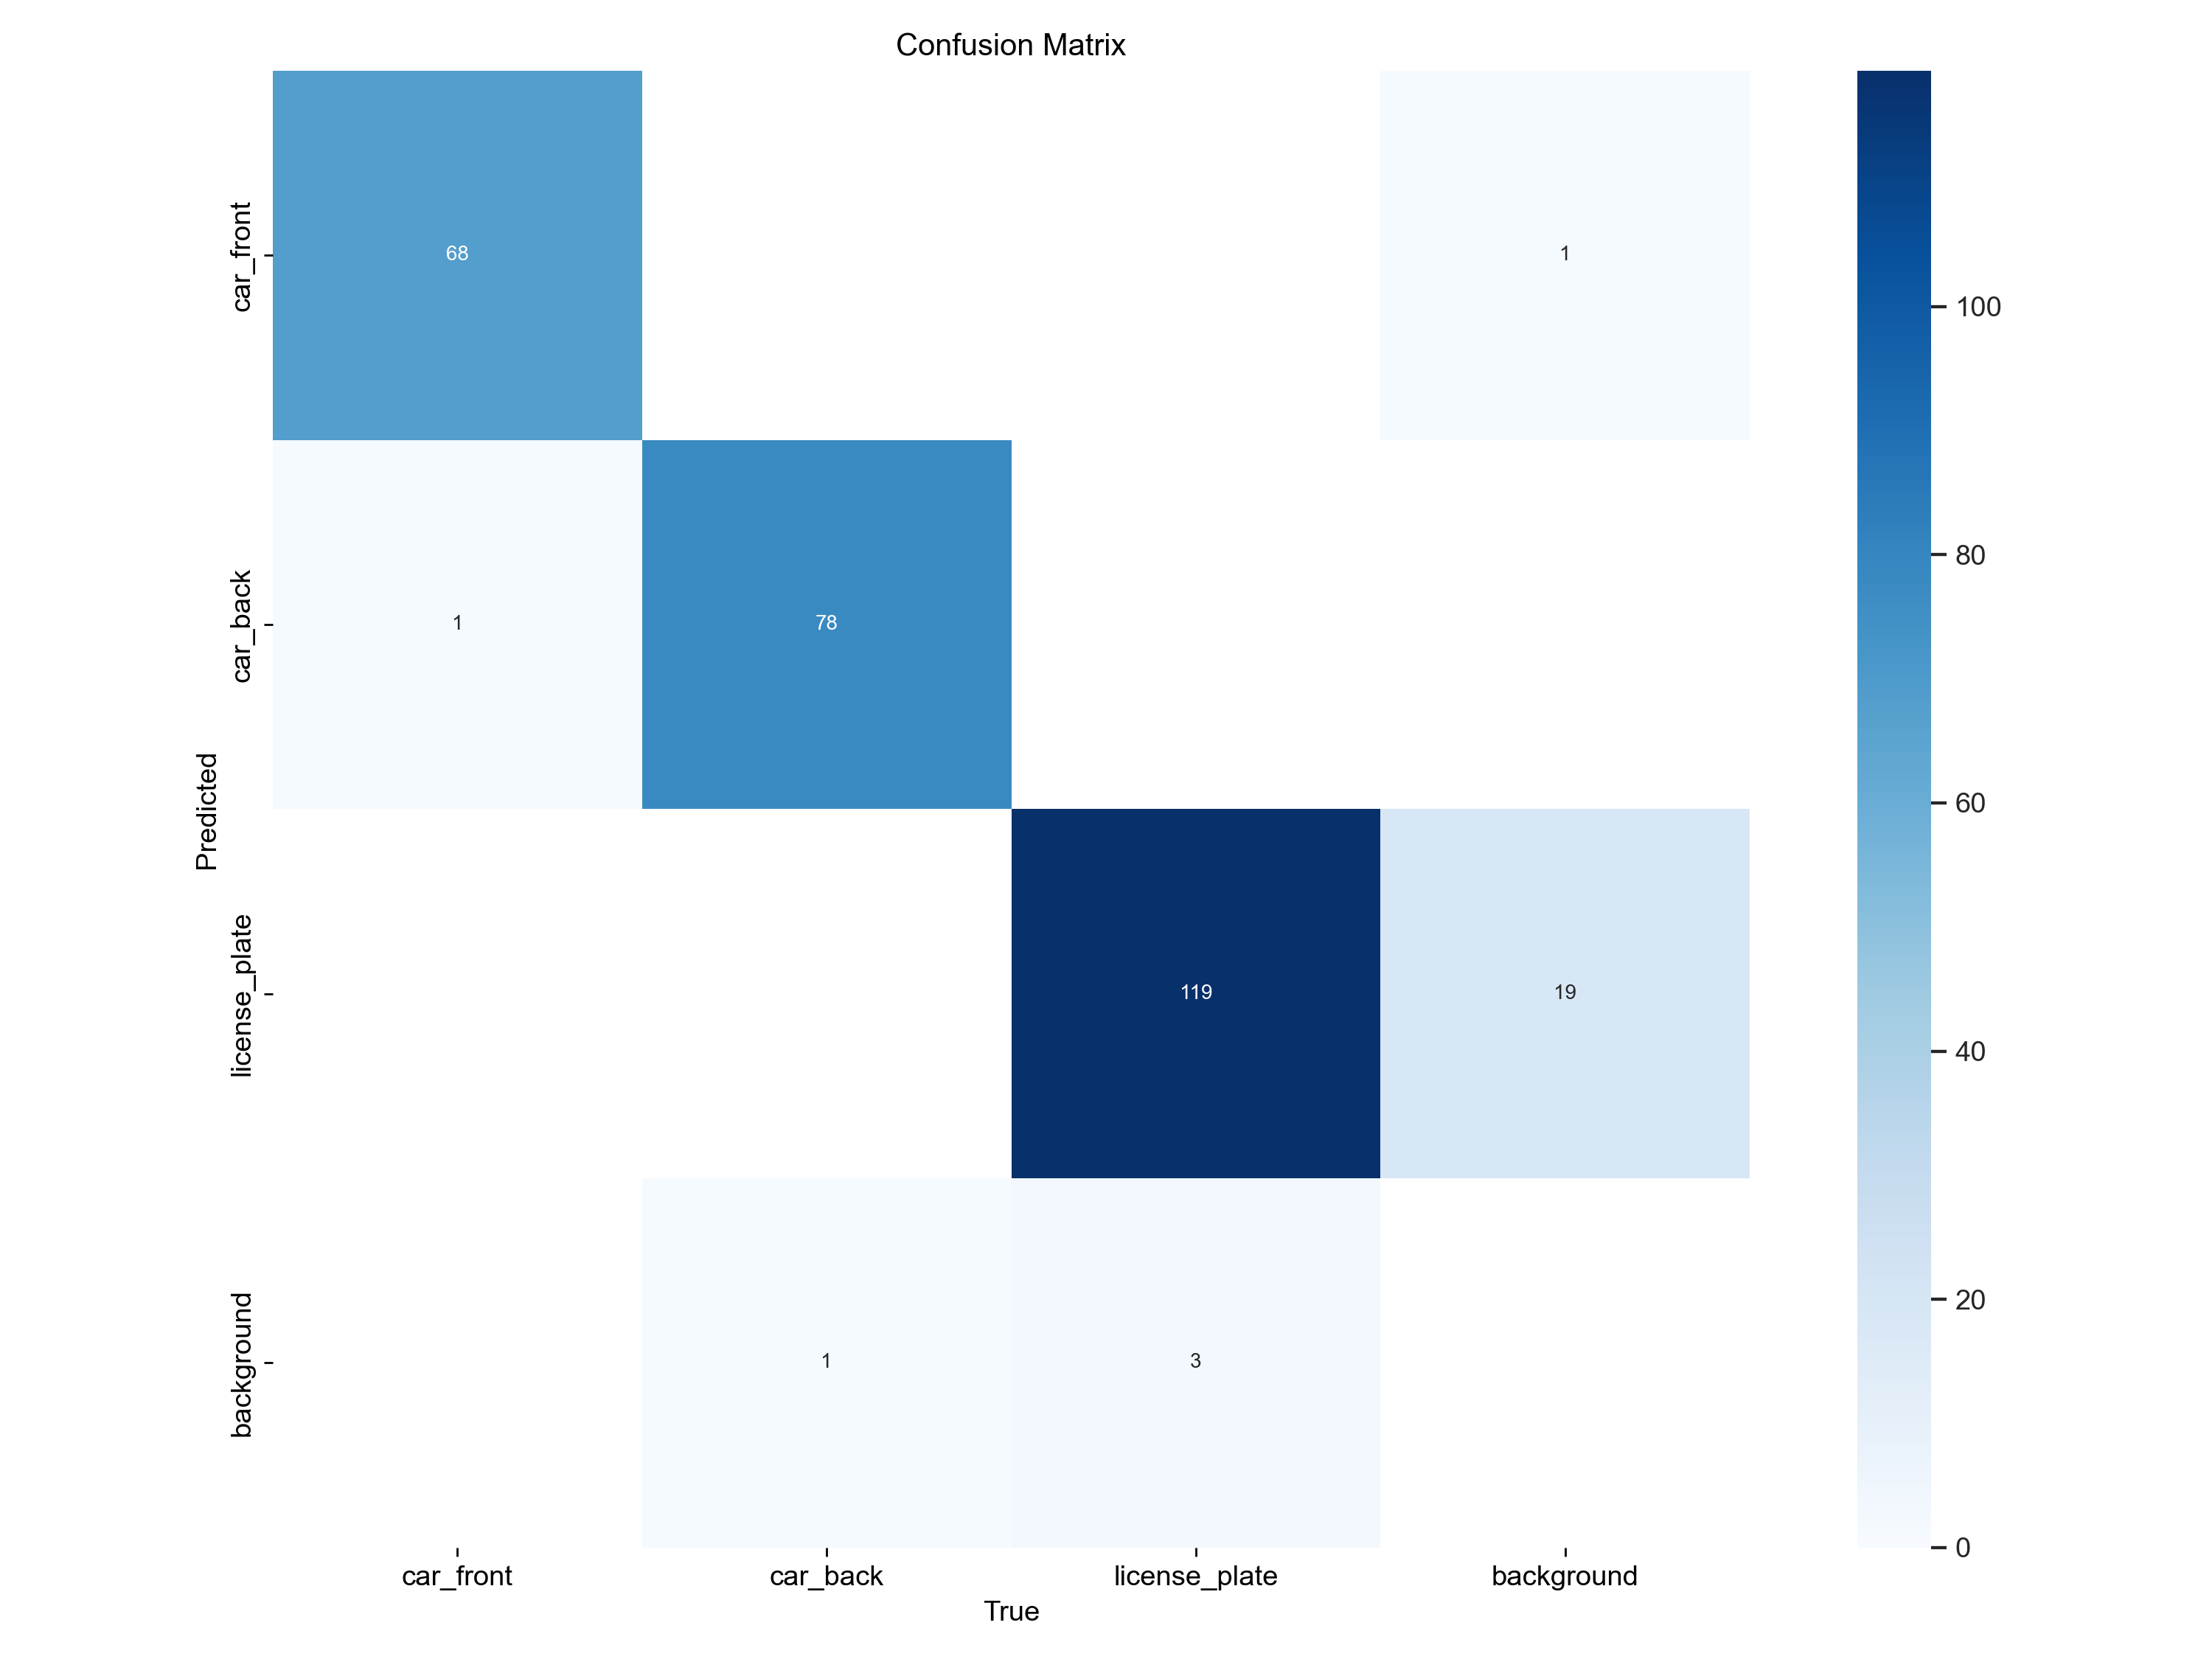 Confusion Matrix
car_front
68
1
100
80
car_back
1
78
60
Predicted
license_plate
119
19
40
20
background
1
3
0
car_front
car_back
license_plate
background
True